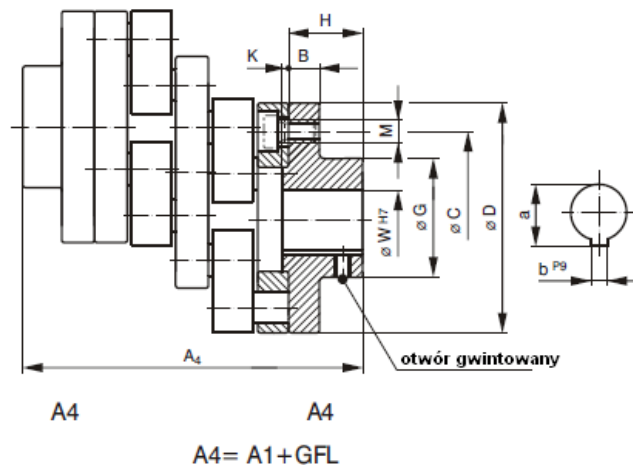 H
K B
M
a
ø W H7
ø G
ø C
ø D
b P9
A4
otwór gwintowany
A4 A4
A4= A1+GFL